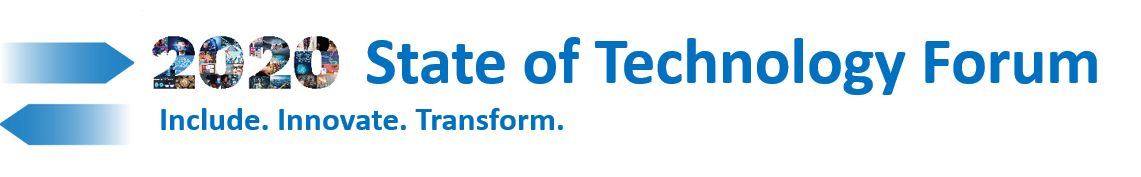 2020 State of Technology Forum
Include. Innovate. Transform.